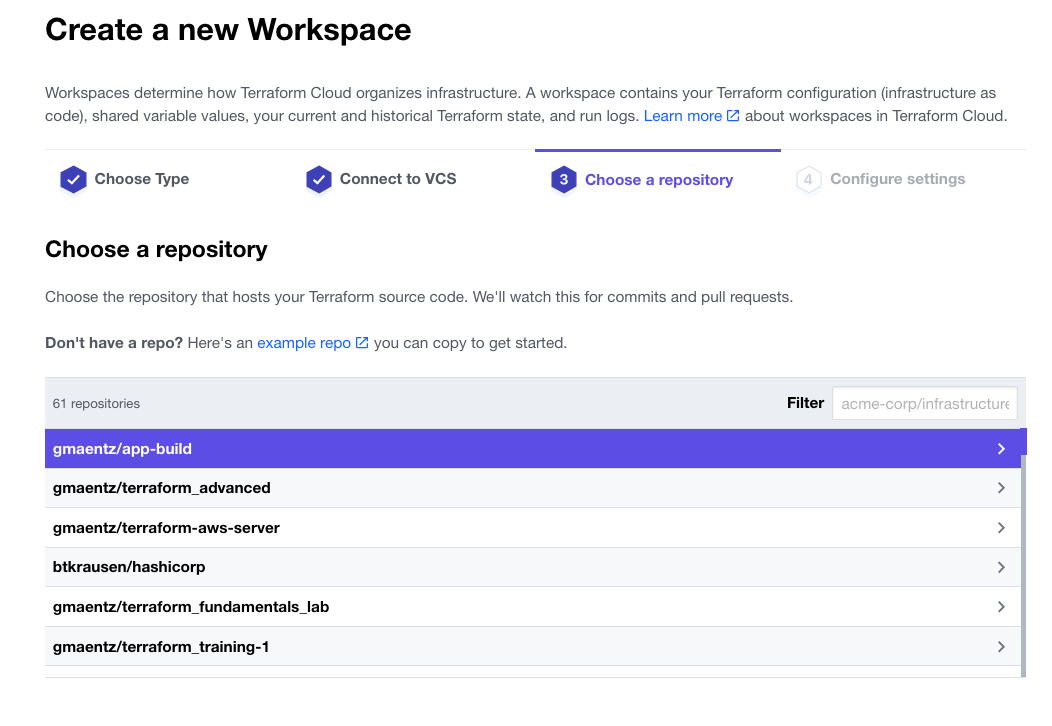 Create a new Workspace
Workspaces determine how Terraform Cloud organizes infrastructure. A workspace contains your Terraform configuration (infrastructure as
code), shared variable values, your current and historical Terraform state, and run logs. Learn more about workspaces in Terraform Cloud.
Choose Type
Connect to VCS
3 Choose a repository
4 Configure settings
Choose a repository
Choose the repository that hosts your Terraform source code. We'll watch this for commits and pull requests.
Don't have a repo? Here's an example repo you can copy to get started.
61 repositories
Filter acme-corp/infrastructure
gmaentz/app-build
gmaentz/terraform_advanced
gmaentz/terraform-aws-server
btkrausen/hashicorp
gmaentz/terraform_fundamentals_lab
gmaentz/terraform_training-1